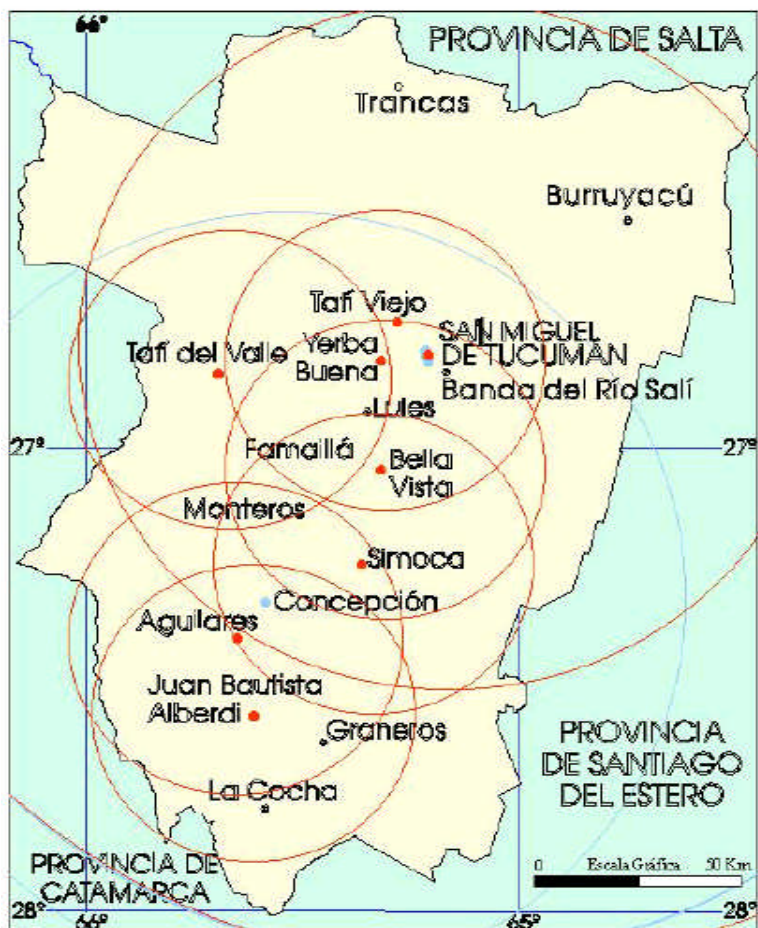 66°
PROVINCIA DE SALTA
Trancas
Burruyacú
Tafí Viejo
SAN MIGUEL
DE TUCUMÁN
Yerba
Buena
Tafí del Valle
Banda del Río Salí
Lules
27°
Famaillá
Bella
Vista
27°
Monteros
Simoca
Concepción
Aguilares
Juan Bautista
Alberdi
Graneros
PROVINCIA
DE SANTIAGO
DEL ESTERO
La Cocha
PROVINCIA DE
CATAMARCA
0 Escala Gráfica 50 Km
28°
66°
65°
28°